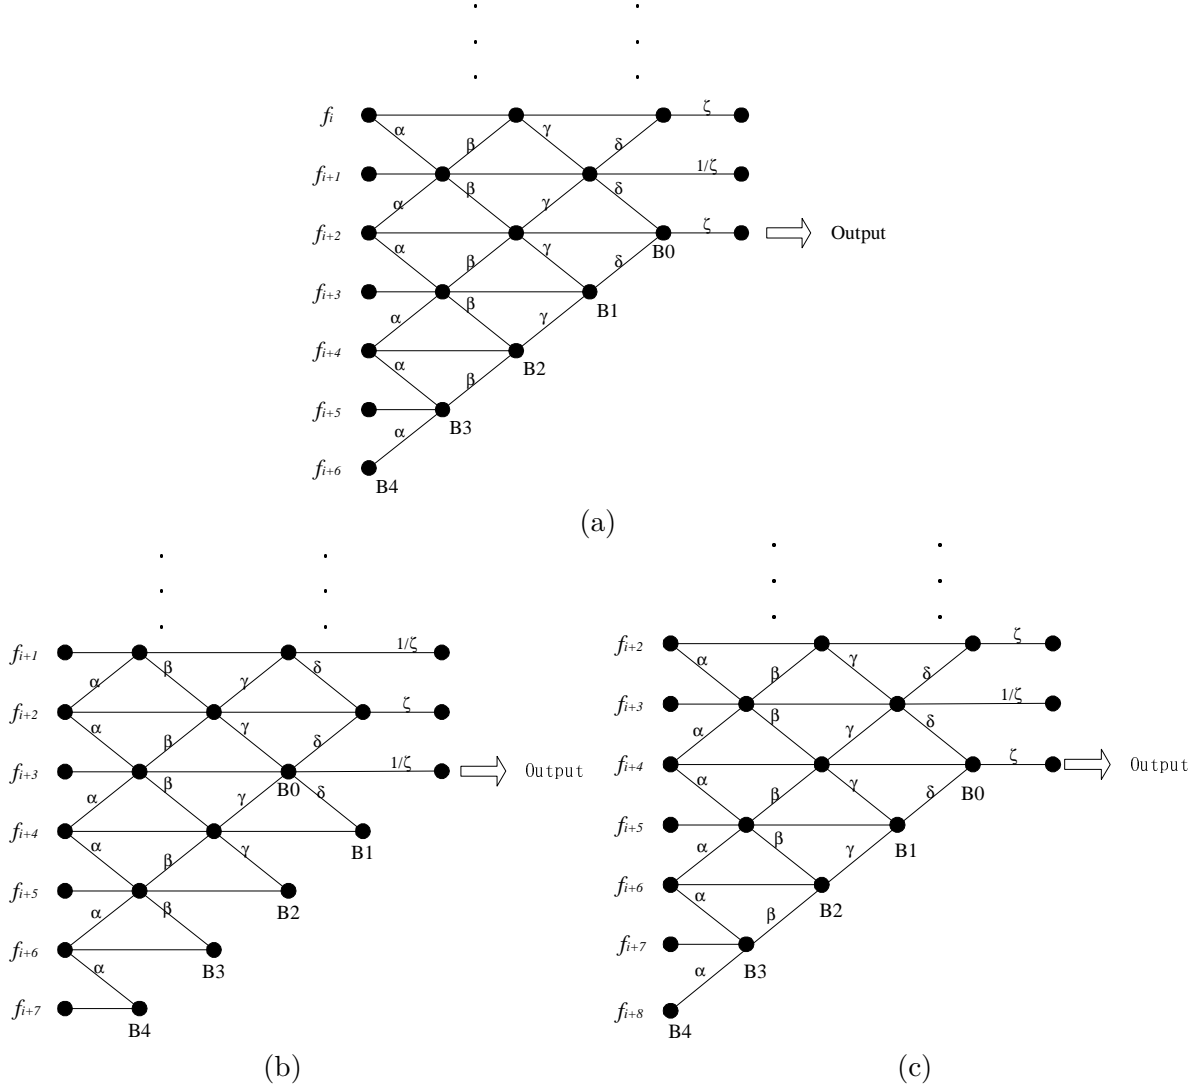 f_i α β γ δ ζ
f_{i+1} β γ δ 1/ζ
α
f_{i+2} α β γ δ ζ B0 Output
f_{i+3} β γ B1
α
f_{i+4} α β B2
f_{i+5} α B3
f_{i+6} B4
(a)
f_{i+1} α β γ δ 1/ζ
f_{i+2} α β γ δ ζ
f_{i+3} α β γ B0 δ 1/ζ Output
f_{i+4} α β γ B1
f_{i+5} α β B2
f_{i+6} α B3
f_{i+7} B4
(b)
f_{i+2} α β γ δ ζ
f_{i+3} α β γ δ 1/ζ
f_{i+4} α β γ δ B0 ζ Output
f_{i+5} α β γ B1
f_{i+6} α β B2
f_{i+7} α B3
f_{i+8} B4
(c)